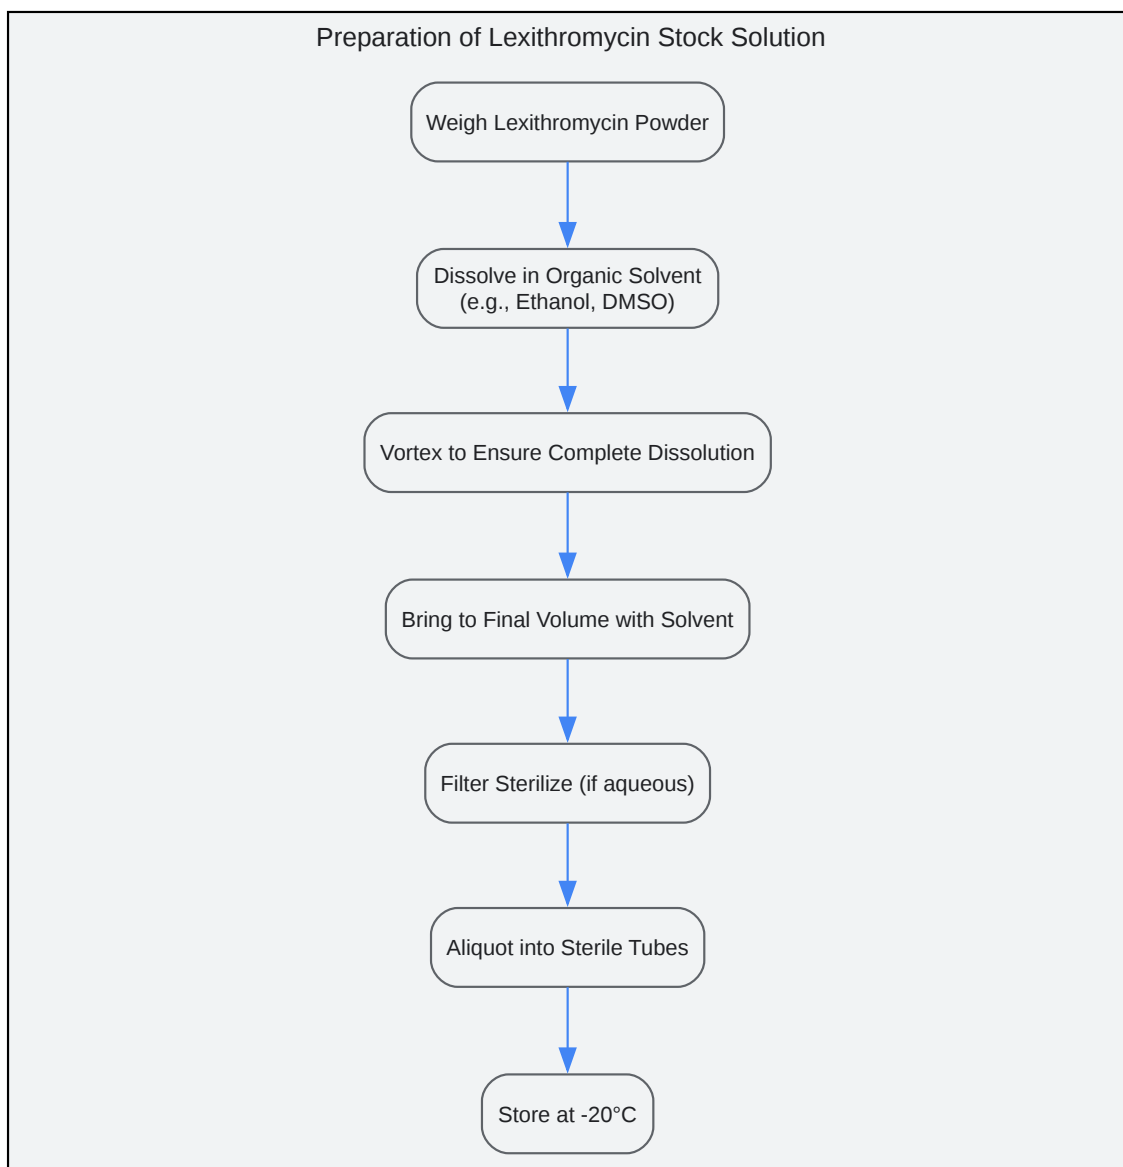 Preparation of Lexithromycin Stock Solution
Weigh Lexithromycin Powder
Dissolve in Organic Solvent
(e.g., Ethanol, DMSO)
Vortex to Ensure Complete Dissolution
Bring to Final Volume with Solvent
Filter Sterilize (if aqueous)
Aliquot into Sterile Tubes
Store at -20°C